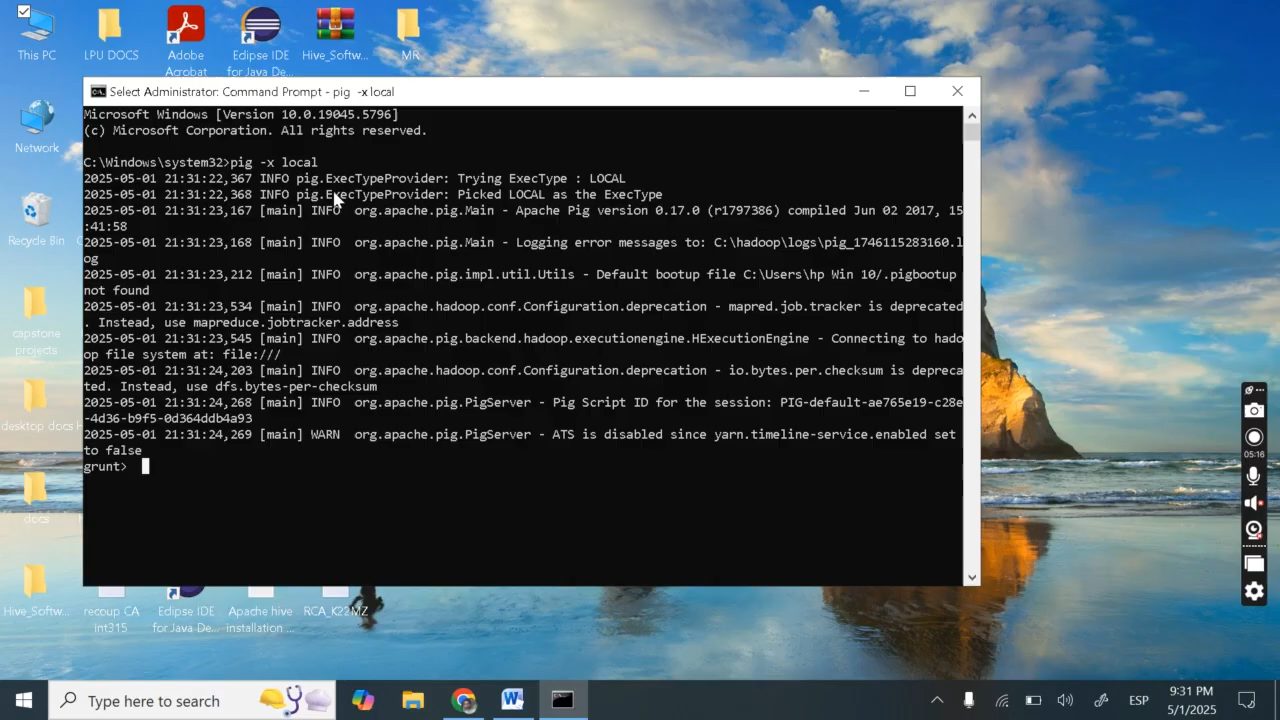 This PC
LPU DOCS
Adobe
Acrobat
Eclipse IDE
for Java De...
Hive_Softw...
MR
Select Administrator: Command Prompt - pig  -x local
Microsoft Windows [Version 10.0.19045.5796]
(c) Microsoft Corporation. All rights reserved.
C:\Windows\system32>pig -x local
2025-05-01 21:31:22,367 INFO pig.ExecTypeProvider: Trying ExecType : LOCAL
2025-05-01 21:31:22,368 INFO pig.ExecTypeProvider: Picked LOCAL as the ExecType
2025-05-01 21:31:23,167 [main] INFO  org.apache.pig.Main - Apache Pig version 0.17.0 (r1797386) compiled Jun 02 2017, 15
:41:58
2025-05-01 21:31:23,168 [main] INFO  org.apache.pig.Main - Logging error messages to: C:\hadoop\logs\pig_1746115283160.l
og
2025-05-01 21:31:23,212 [main] INFO  org.apache.pig.impl.util.Utils - Default bootup file C:\Users\hp Win 10/.pigbootup
not found
2025-05-01 21:31:23,534 [main] INFO  org.apache.hadoop.conf.Configuration.deprecation - mapred.job.tracker is deprecated
. Instead, use mapreduce.jobtracker.address
2025-05-01 21:31:23,545 [main] INFO  org.apache.pig.backend.hadoop.executionengine.HExecutionEngine - Connecting to hado
op file system at: file:///
2025-05-01 21:31:24,203 [main] INFO  org.apache.hadoop.conf.Configuration.deprecation - io.bytes.per.checksum is depreca
ted. Instead, use dfs.bytes-per-checksum
2025-05-01 21:31:24,268 [main] INFO  org.apache.pig.PigServer - Pig Script ID for the session: PIG-default-ae765e19-c28e
-4d36-b9f5-0d364ddb4a93
2025-05-01 21:31:24,269 [main] WARN  org.apache.pig.PigServer - ATS is disabled since yarn.timeline-service.enabled set
to false
grunt>
Network
Recycle Bin
capstone
projects
desktop docs
docs
Hive_Softw...
recoup CA
int315
Eclipse IDE
for Java De...
Apache hive
installation ...
RCA_K22MZ
05:16
Type here to search
ESP
9:31 PM
5/1/2025